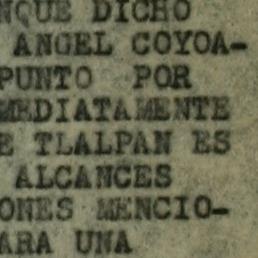 NQUE DICHO
ANGEL COYOA-
PUNTO POR
MEDIATAMENTE
E TLALPAN ES
ALCANCES
ONES MENCIO-
ARA UNA